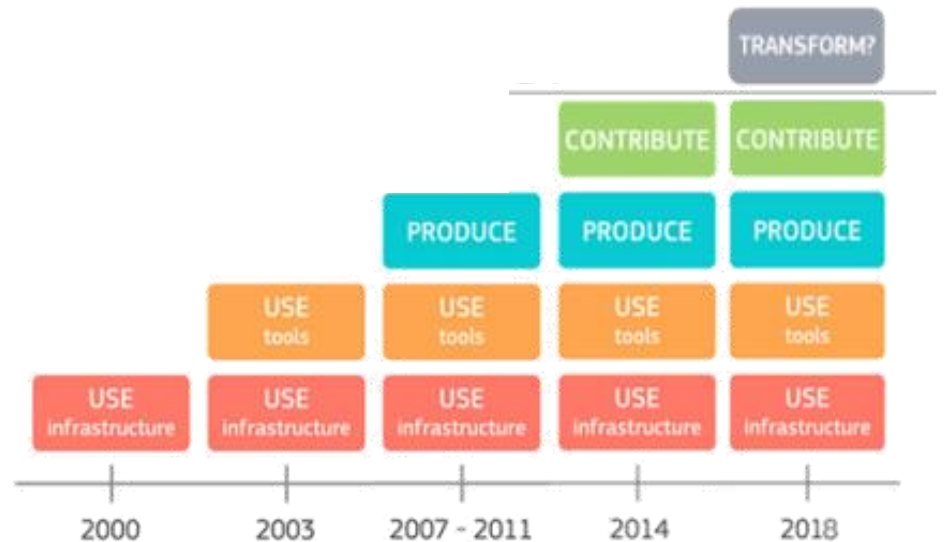 TRANSFORM?
CONTRIBUTE CONTRIBUTE
PRODUCE PRODUCE PRODUCE
USE USE USE USE
tools tools tools tools
USE USE USE USE USE
infrastructure infrastructure infrastructure infrastructure infrastructure
2000 2003 2007 - 2011 2014 2018